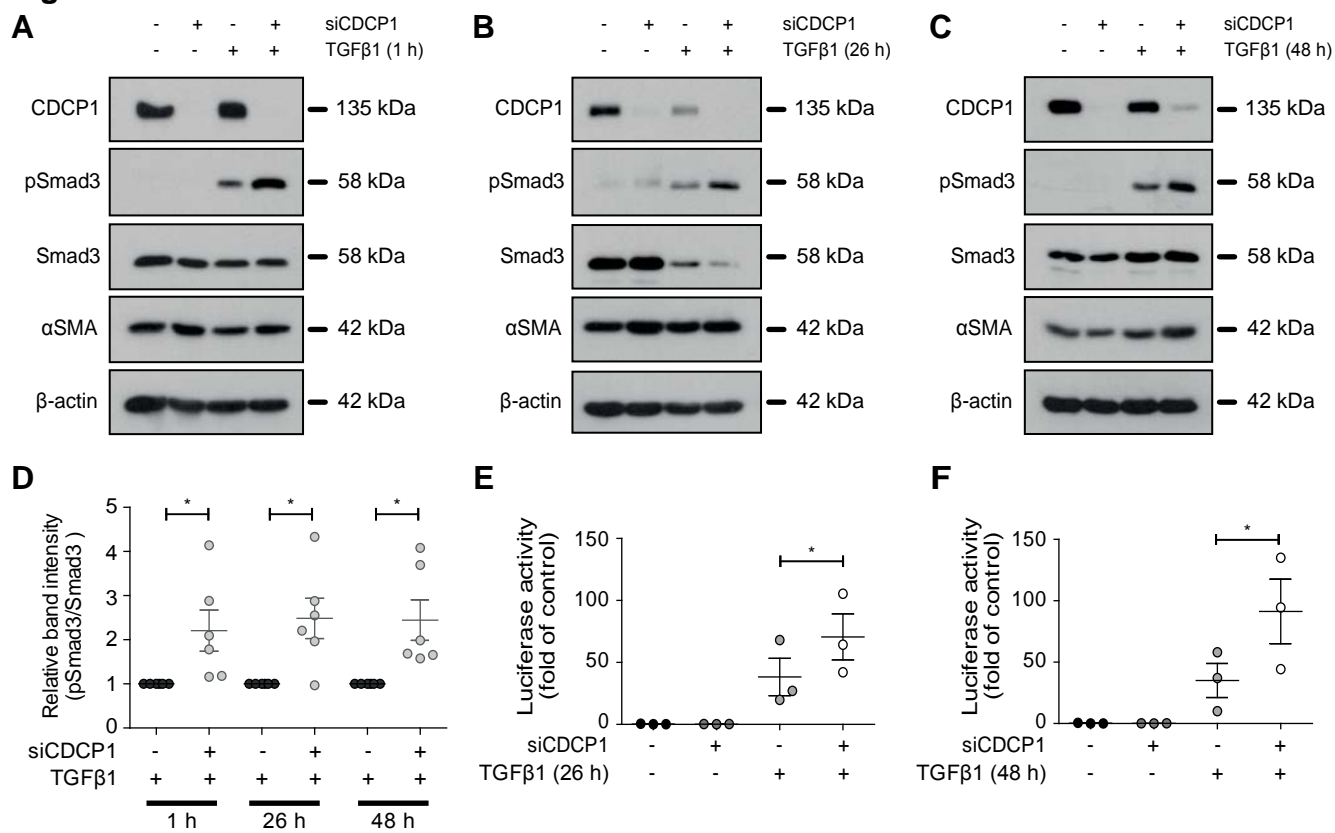 A
- + - + siCDCP1
- - + + TGFβ1 (1 h)
CDCP1 135 kDa
pSmad3 58 kDa
Smad3 58 kDa
αSMA 42 kDa
β-actin 42 kDa
B
- + - + siCDCP1
- - + + TGFβ1 (26 h)
CDCP1 135 kDa
pSmad3 58 kDa
Smad3 58 kDa
αSMA 42 kDa
β-actin 42 kDa
C
- + - + siCDCP1
- - + + TGFβ1 (48 h)
CDCP1 135 kDa
pSmad3 58 kDa
Smad3 58 kDa
αSMA 42 kDa
β-actin 42 kDa
D
Relative band intensity
(pSmad3/Smad3 )
5
4
3
2
1
0
* * *
siCDCP1 - + - + - +
TGFβ1 + + + + + +
1 h 26 h 48 h
E
Luciferase activity
(fold of control)
150
100
50
0
*
siCDCP1 - + - +
TGFβ1 (26 h) - - + +
F
Luciferase activity
(fold of control)
150
100
50
0
*
siCDCP1 - + - +
TGFβ1 (48 h) - - + +